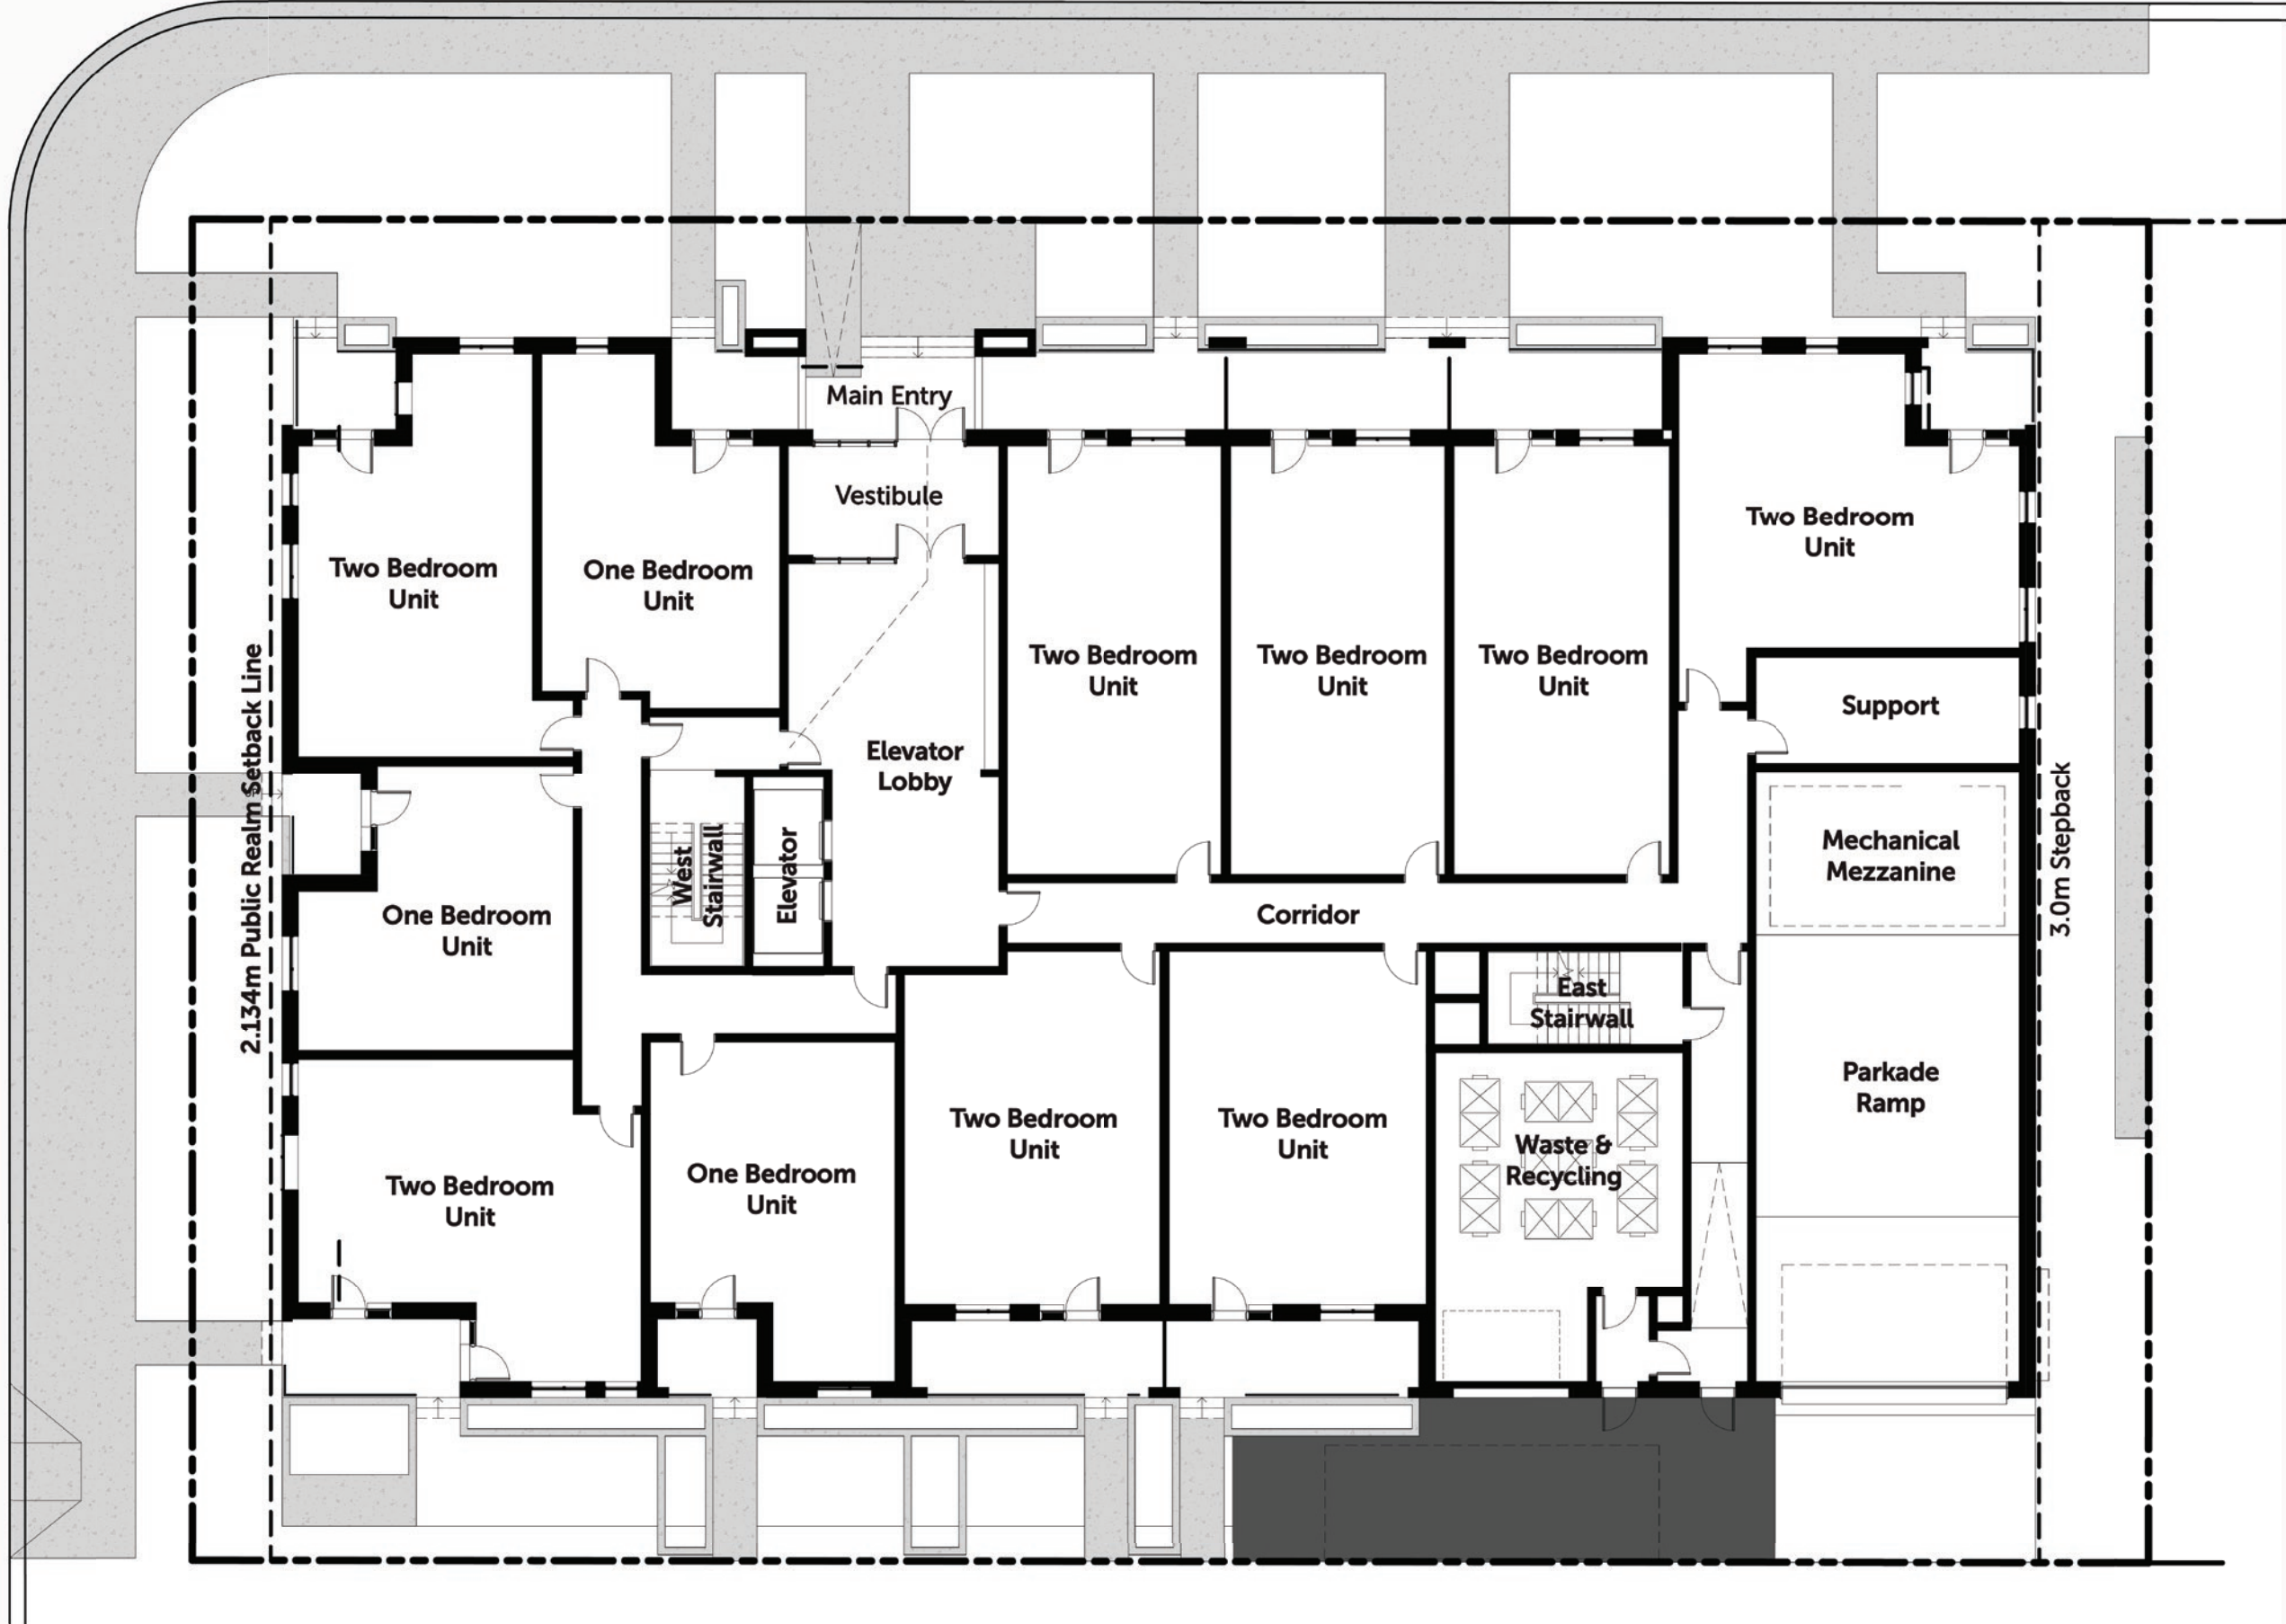 Main Entry
Vestibule
Two Bedroom
Unit
One Bedroom
Unit
Two Bedroom
Unit
Two Bedroom
Unit
Two Bedroom
Unit
Two Bedroom
Unit
Support
Elevator
Lobby
2.134m Public Realm Setback Line
West
Stairwall
Elevator
Mechanical
Mezzanine
3.0m Stepback
One Bedroom
Unit
Corridor
East
Stairwall
Parkade
Ramp
Two Bedroom
Unit
One Bedroom
Unit
Two Bedroom
Unit
Two Bedroom
Unit
Waste &
Recycling